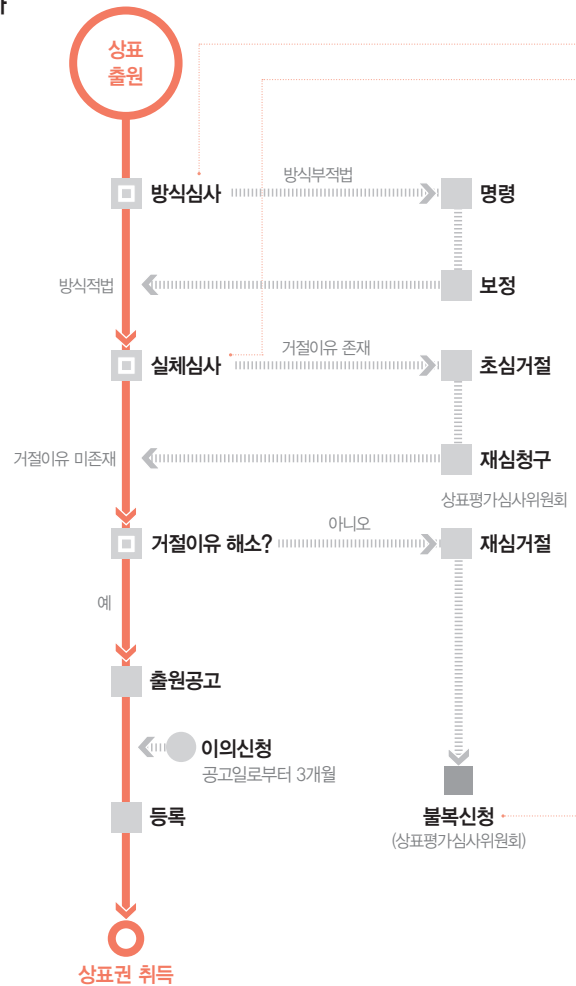 상표
출원
방식심사
방식부적법
명령
방식적법
보정
실체심사
거절이유 존재
초심거절
거절이유 미존재
재심청구
상표평가심사위원회
거절이유 해소?
아니오
재심거절
예
출원공고
이의신청
공고일로부터 3개월
등록
불복신청
(상표평가심사위원회)
상표권 취득